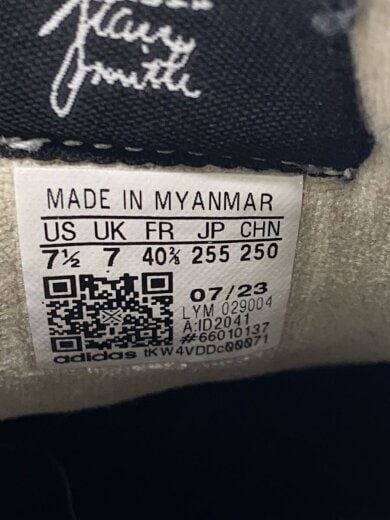 Stan
Smith
MADE IN MYANMAR
US UK FR JP CHN
7½ 7 40⅔ 255 250
07/23
LYM 029004
A:ID2041
#66010137
adidas tKW4VDDc00071